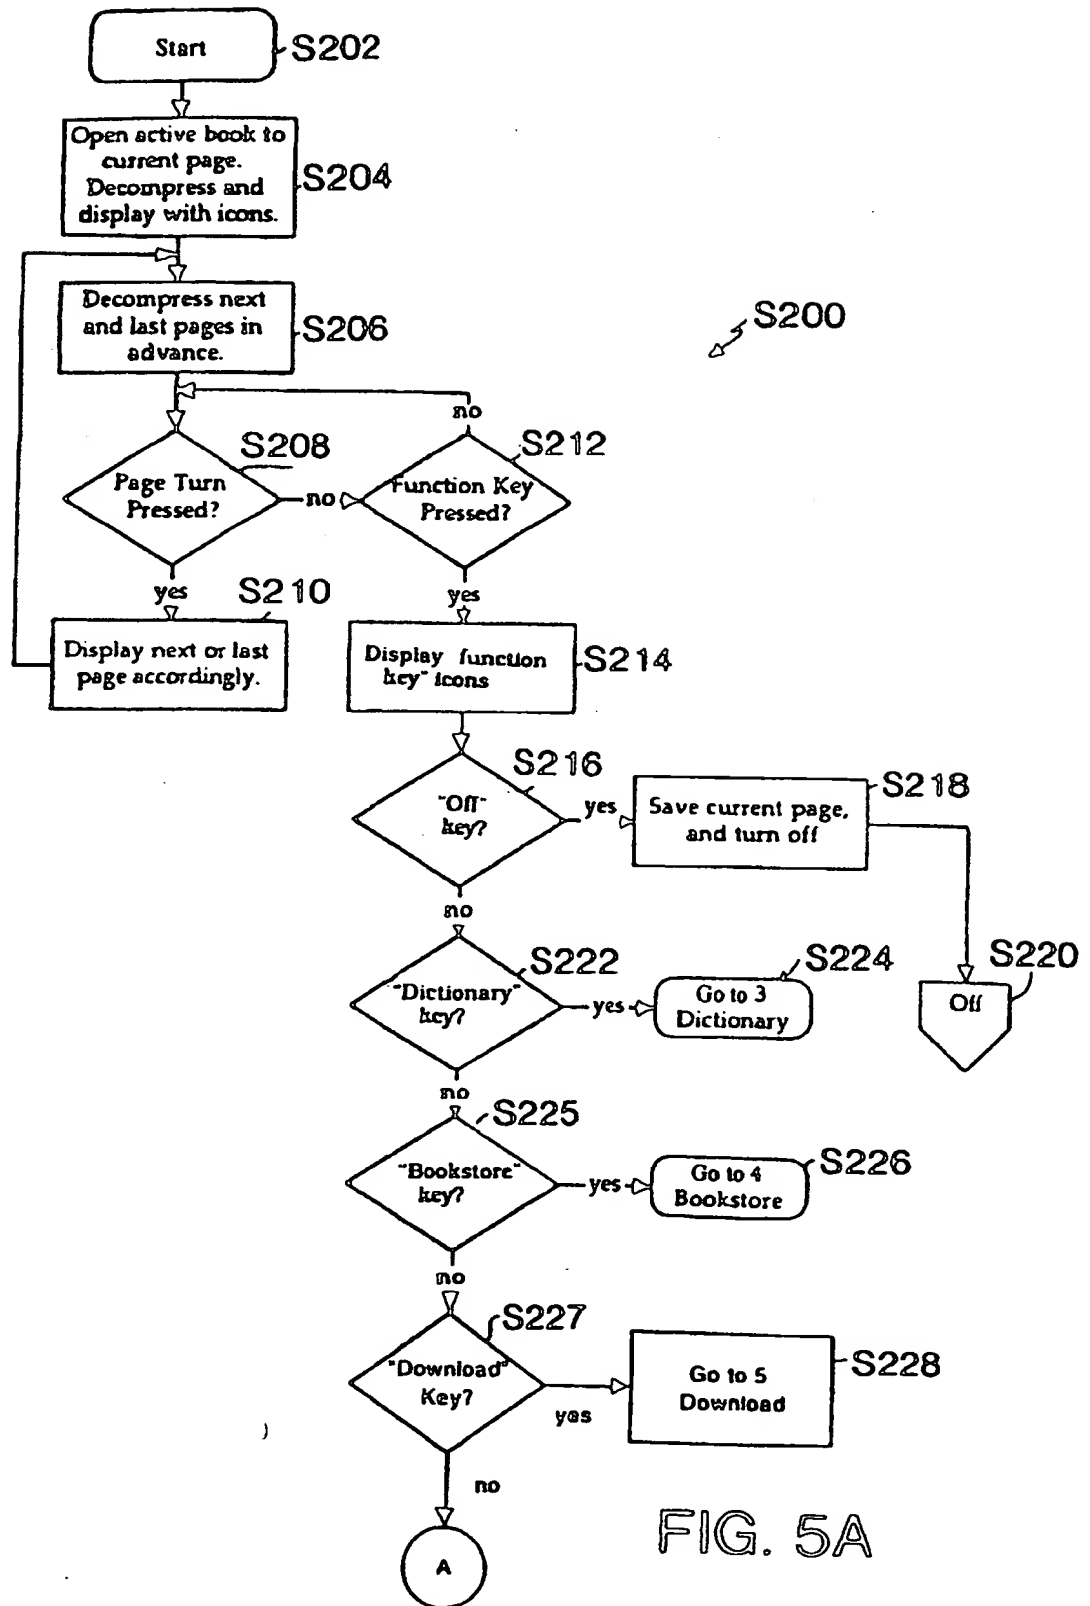 Start
S202
Open active book to
current page.
Decompress and
display with icons.
S204
Decompress next
and last pages in
advance.
S206
S200
no
Page Turn
Pressed?
S208
no
Function Key
Pressed?
S212
yes
yes
Display next or last
page accordingly.
S210
Display function
key" icons
S214
"Off"
key?
S216
yes
Save current page,
and turn off
S218
no
"Dictionary"
key?
S222
yes
Go to 3
Dictionary
S224
Off
S220
no
"Bookstore"
key?
S225
yes
Go to 4
Bookstore
S226
no
"Download"
Key?
S227
yes
Go to 5
Download
S228
no
A
FIG. 5A